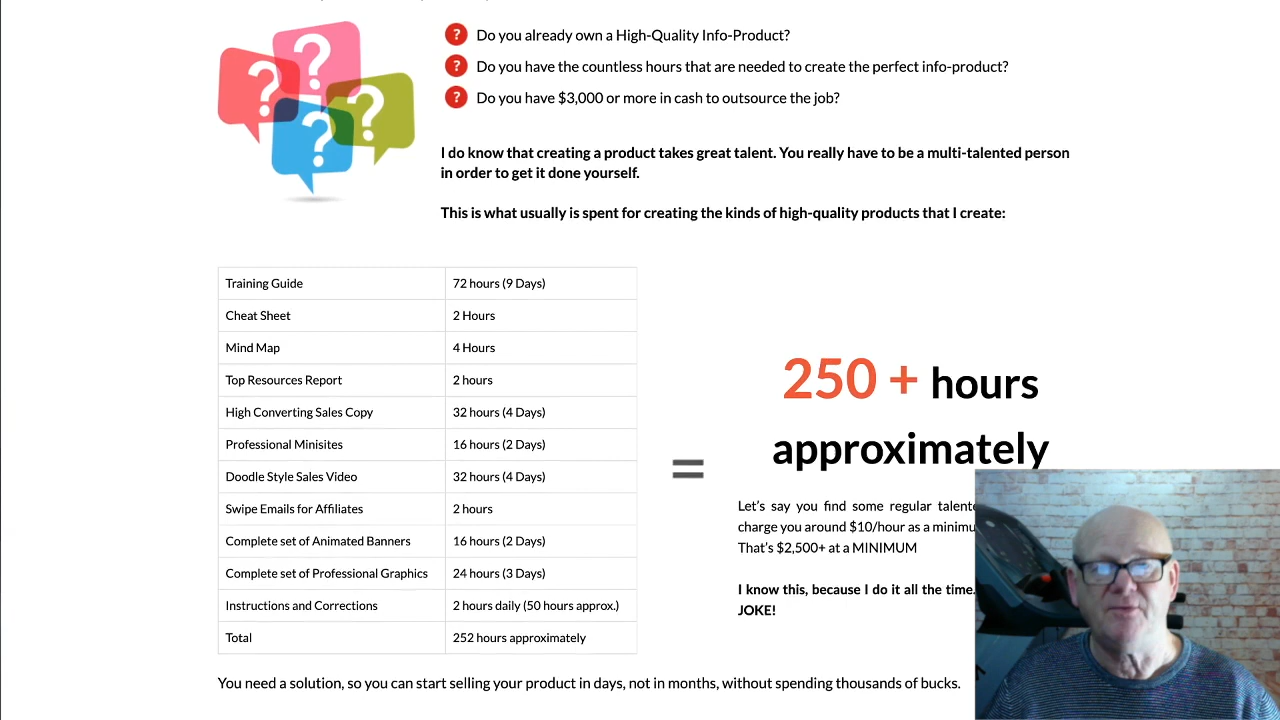 ? Do you already own a High-Quality Info-Product?
? Do you have the countless hours that are needed to create the perfect info-product?
? Do you have $3,000 or more in cash to outsource the job?
? ? ? ?
I do know that creating a product takes great talent. You really have to be a multi-talented person
in order to get it done yourself.
This is what usually is spent for creating the kinds of high-quality products that I create:
Training Guide 72 hours (9 Days)
Cheat Sheet 2 Hours
Mind Map 4 Hours
Top Resources Report 2 hours
High Converting Sales Copy 32 hours (4 Days)
Professional Minisites 16 hours (2 Days)
Doodle Style Sales Video 32 hours (4 Days)
Swipe Emails for Affiliates 2 hours
Complete set of Animated Banners 16 hours (2 Days)
Complete set of Professional Graphics 24 hours (3 Days)
Instructions and Corrections 2 hours daily (50 hours approx.)
Total 252 hours approximately
=
250 + hours
approximately
Let's say you find some regular talente
charge you around $10/hour as a minimu
That's $2,500+ at a MINIMUM
I know this, because I do it all the time.
JOKE!
You need a solution, so you can start selling your product in days, not in months, without spending thousands of bucks.